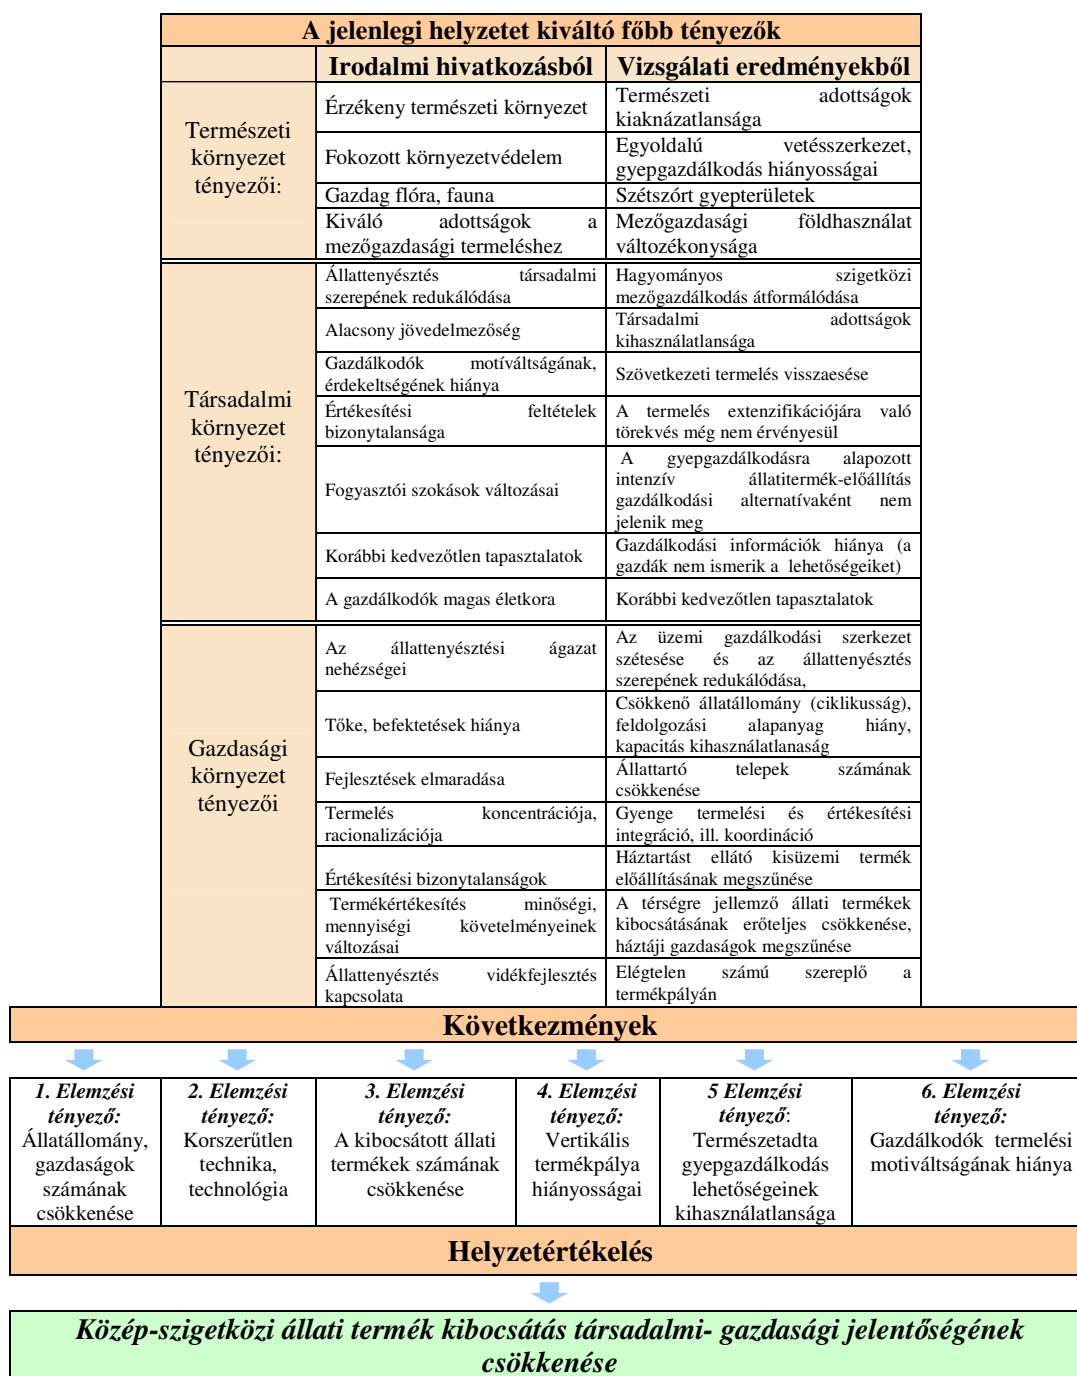 A jelenlegi helyzetet kiváltó főbb tényezők
Irodalmi hivatkozásból
Vizsgálati eredményekből
Természeti
környezet
tényezői:
Érzékeny természeti környezet
Természeti adottságok
kiaknázatlansága
Fokozott környezetvédelem
Egyoldalú vetésszerkezet,
gyepgazdálkodás hiányosságai
Gazdag flóra, fauna
Szétszórt gyepterületek
Kiváló adottságok a
mezőgazdasági termeléshez
Mezőgazdasági földhasználat
változékonysága
Társadalmi
környezet
tényezői:
Állattenyésztés társadalmi
szerepének redukálódása
Hagyományos szigetközi
mezőgazdálkodás átformálódása
Alacsony jövedelmezőség
Társadalmi adottságok
kihasználatlansága
Gazdálkodók motíváltságának,
érdekeltségének hiánya
Szövetkezeti termelés visszaesése
Értékesítési feltételek
bizonytalansága
A termelés extenzifikációjára való
törekvés még nem érvényesül
Fogyasztói szokások változásai
A gyepgazdálkodásra alapozott
intenzív állatitermék-előállítás
gazdálkodási alternatívaként nem
jelenik meg
Korábbi kedvezőtlen tapasztalatok
Gazdálkodási információk hiánya (a
gazdák nem ismerik a lehetőségeiket)
A gazdálkodók magas életkora
Korábbi kedvezőtlen tapasztalatok
Gazdasági
környezet
tényezői
Az állattenyésztési ágazat
nehézségei
Az üzemi gazdálkodási szerkezet
szétesése és az állattenyésztés
szerepének redukálódása,
Tőke, befektetések hiánya
Csökkenő állatállomány (ciklikusság),
feldolgozási alapanyag hiány,
kapacitás kihasználatlanaság
Fejlesztések elmaradása
Állattartó telepek számának
csökkenése
Termelés koncentrációja,
racionalizációja
Gyenge termelési és értékesítési
integráció, ill. koordináció
Értékesítési bizonytalanságok
Háztartást ellátó kisüzemi termék
előállításának megszűnése
Termékértékesítés minőségi,
mennyiségi követelményeinek
változásai
A térségre jellemző állati termékek
kibocsátásának erőteljes csökkenése,
háztáji gazdaságok megszűnése
Állattenyésztés vidékfejlesztés
kapcsolata
Elégtelen számú szereplő a
termékpályán
Következmények
1. Elemzési
tényező:
Állatállomány,
gazdaságok
számának
csökkenése
2. Elemzési
tényező:
Korszerűtlen
technika,
technológia
3. Elemzési
tényező:
A kibocsátott állati
termékek számának
csökkenése
4. Elemzési
tényező:
Vertikális
termékpálya
hiányosságai
5 Elemzési
tényező:
Természetadta
gyepgazdálkodás
lehetőségeinek
kihasználatlansága
6. Elemzési
tényező:
Gazdálkodók termelési
motiváltságának hiánya
Helyzetértékelés
Közép-szigetközi állati termék kibocsátás társadalmi- gazdasági jelentőségének
csökkenése